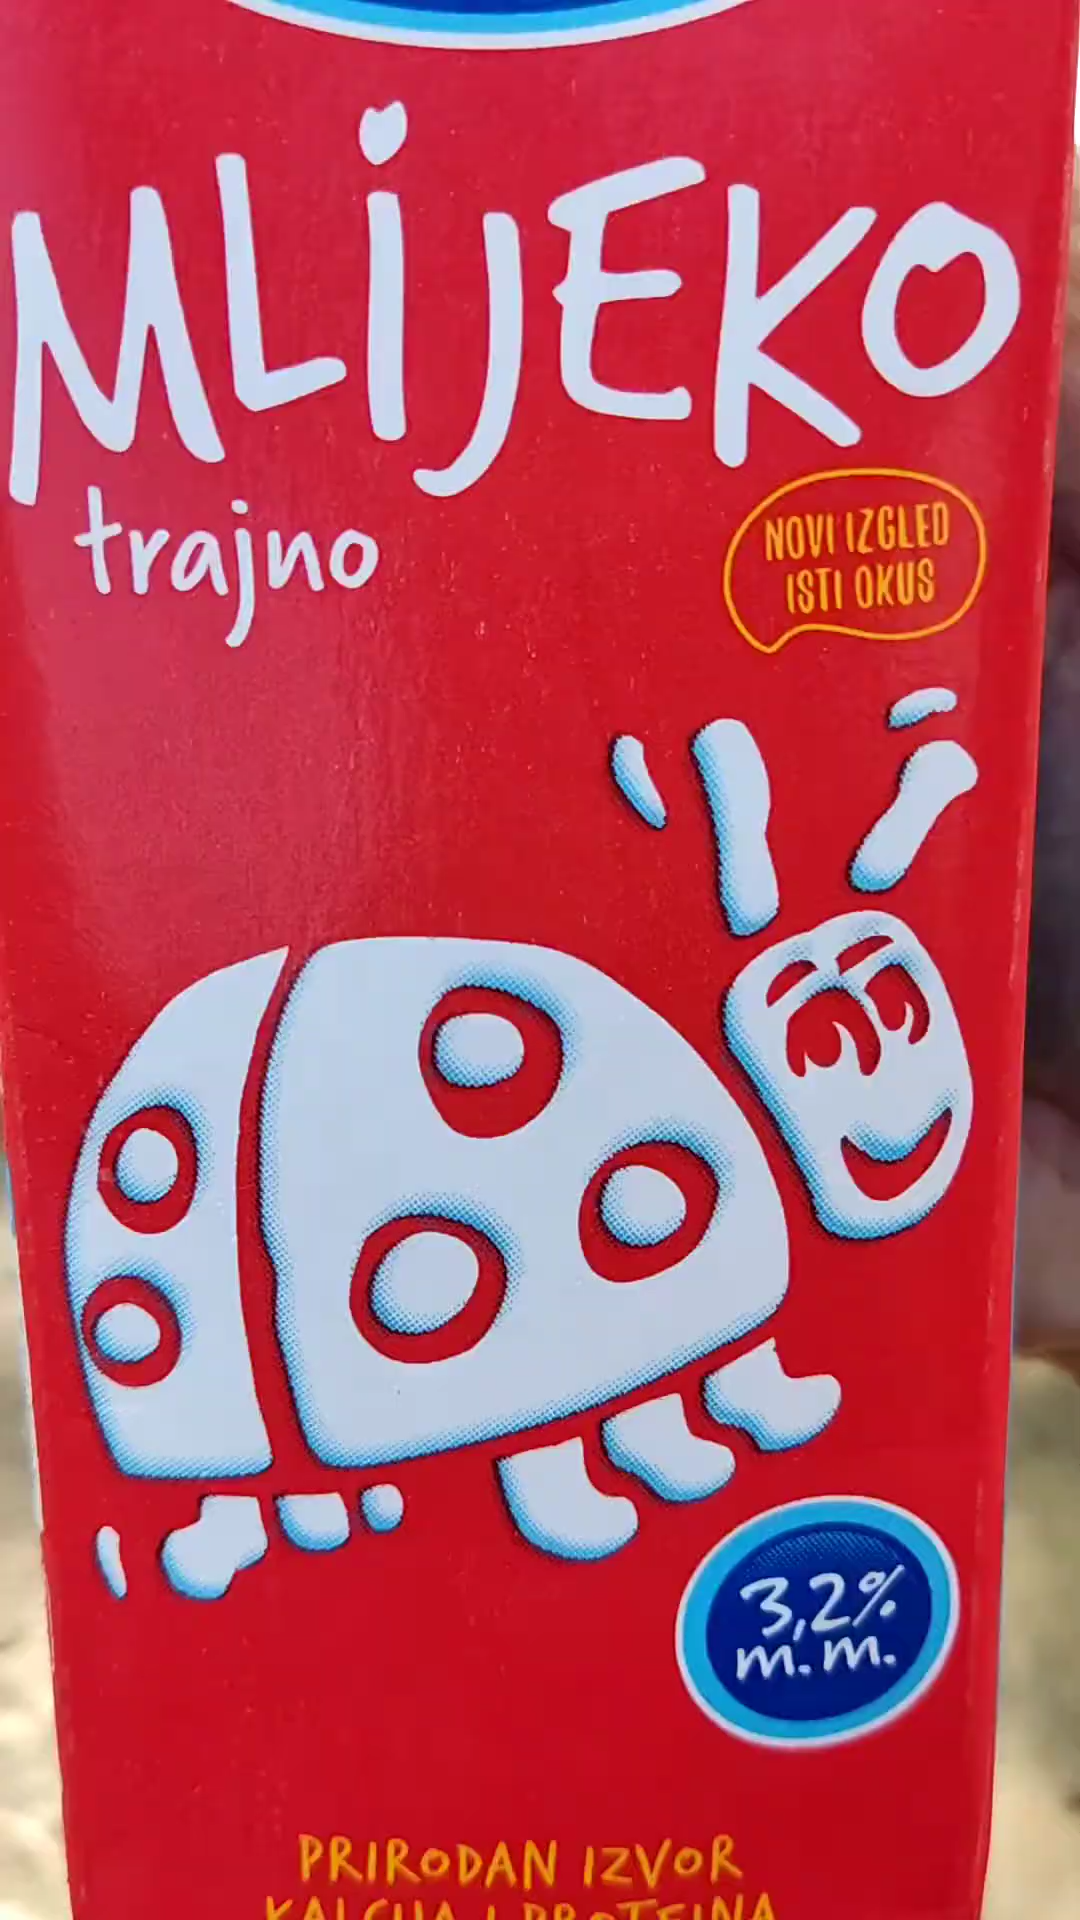 MLiJEKO
trajno
NOVI IZGLED
ISTI OKUS
3,2%
m.m.
PRIRODAN IZVOR
KALCIJA I PROTEINA